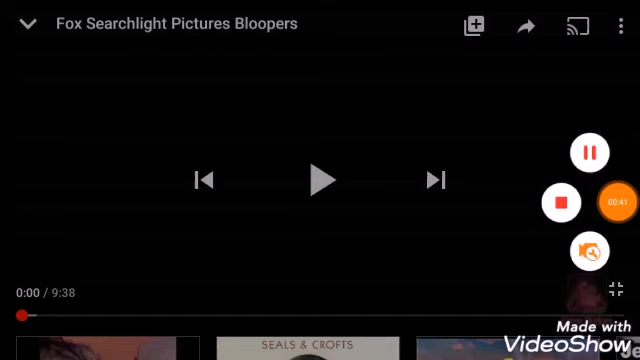 Fox Searchlight Pictures Bloopers
00:41
0:00 / 9:38
SEALS & CROFTS
Made with
VideoShow